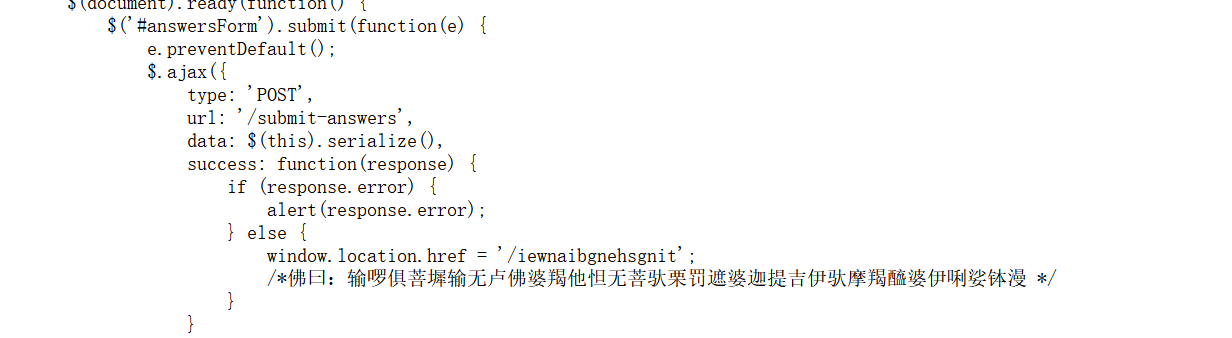 $(document).ready(function() {
$('#answersForm').submit(function(e) {
e.preventDefault();
$.ajax({
type: 'POST',
url: '/submit-answers',
data: $(this).serialize(),
success: function(response) {
if (response.error) {
alert(response.error);
} else {
window.location.href = '/iewnaibgnehsgnit';
/*佛曰：输啰俱菩墀输无卢佛婆羯他怛无菩驮栗罚遮婆迦提吉伊驮摩羯醯婆伊唎娑钵漫 */
}
}